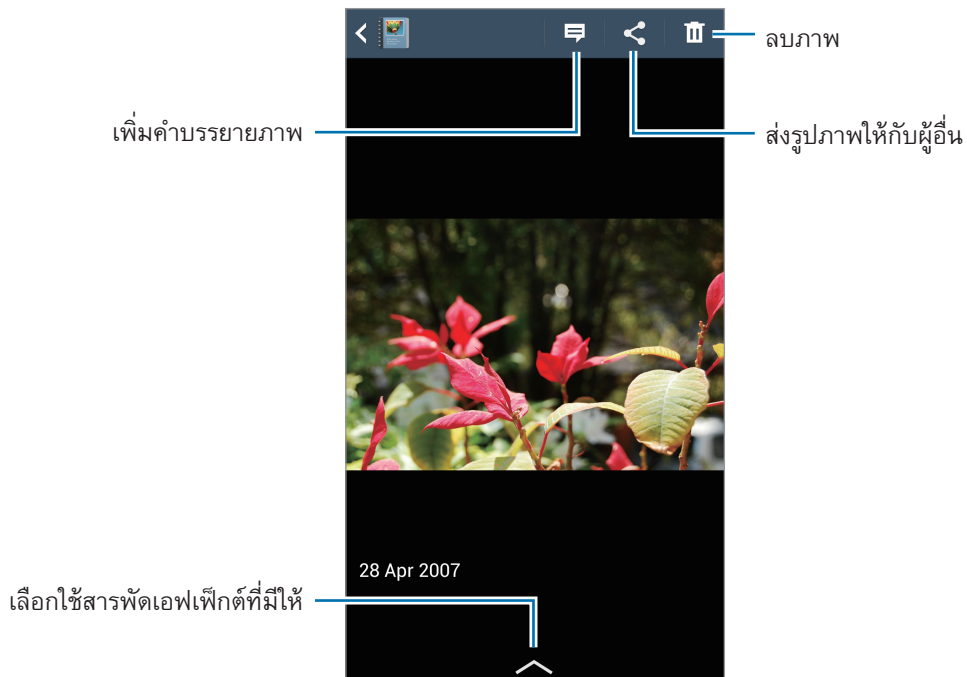 ลบภาพ
เพิ่มคำบรรยายภาพ
ส่งรูปภาพให้กับผู้อื่น
28 Apr 2007
เลือกใช้สารพัดเอฟเฟ็กต์ที่มีให้